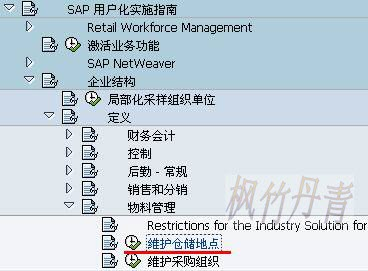 SAP 用户化实施指南
Retail Workforce Management
激活业务功能
SAP NetWeaver
企业结构
局部化采样组织单位
定义
财务会计
控制
后勤 - 常规
销售和分销
物料管理
Restrictions for the Industry Solution for
维护仓储地点
维护采购组织
枫竹丹青